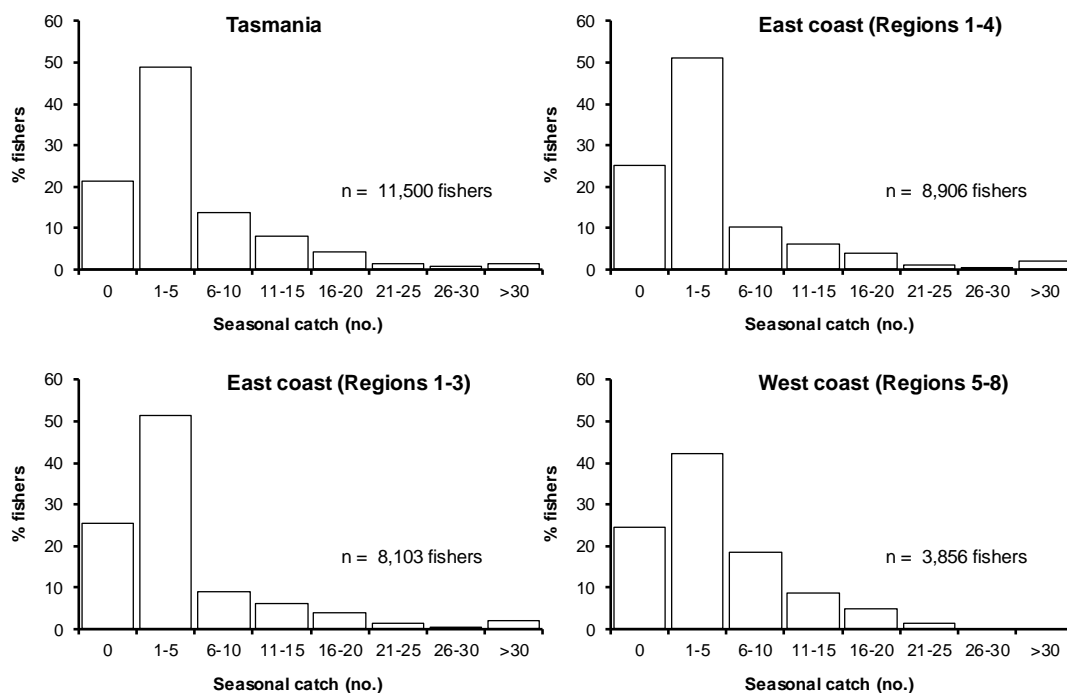 Tasmania
60
50
40
30
20
10
0
% fishers
n = 11,500 fishers
0 1-5 6-10 11-15 16-20 21-25 26-30 >30
Seasonal catch (no.)
East coast (Regions 1-4)
60
50
40
30
20
10
0
% fishers
n = 8,906 fishers
0 1-5 6-10 11-15 16-20 21-25 26-30 >30
Seasonal catch (no.)
East coast (Regions 1-3)
60
50
40
30
20
10
0
% fishers
n = 8,103 fishers
0 1-5 6-10 11-15 16-20 21-25 26-30 >30
Seasonal catch (no.)
West coast (Regions 5-8)
60
50
40
30
20
10
0
% fishers
n = 3,856 fishers
0 1-5 6-10 11-15 16-20 21-25 26-30 >30
Seasonal catch (no.)